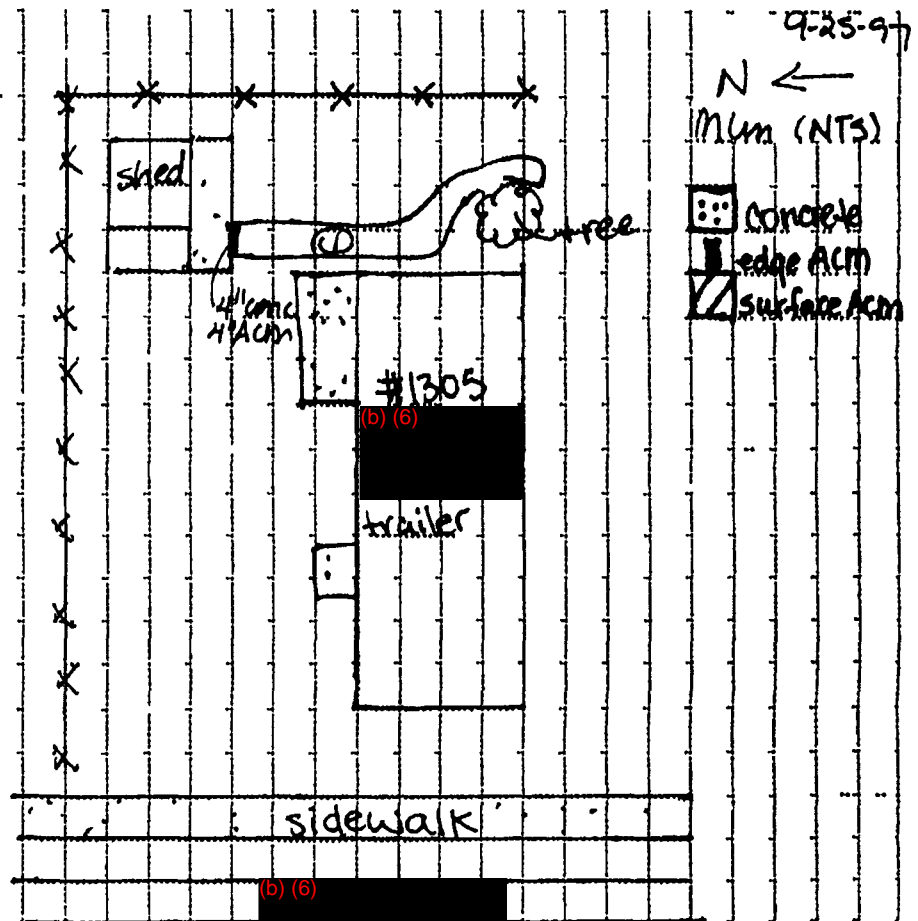 9-25-97
N
MCM (NTS)
shed
tree
concrete
edge ACM
surface ACM
4" conc
4" ACM
#1305
(b) (6)
trailer
sidewalk
(b) (6)